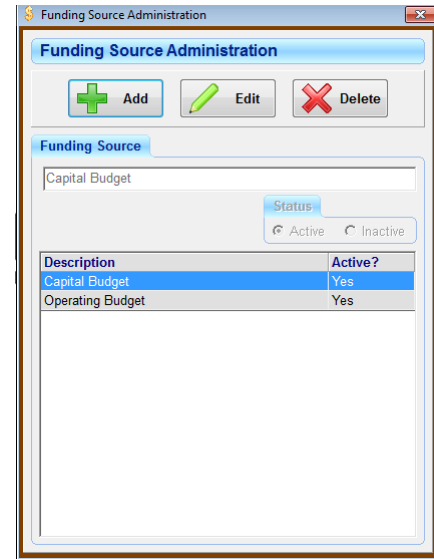 Funding Source Administration
Funding Source Administration
Add Edit Delete
Funding Source
Capital Budget
Status
Active Inactive
Description Active?
Capital Budget Yes
Operating Budget Yes